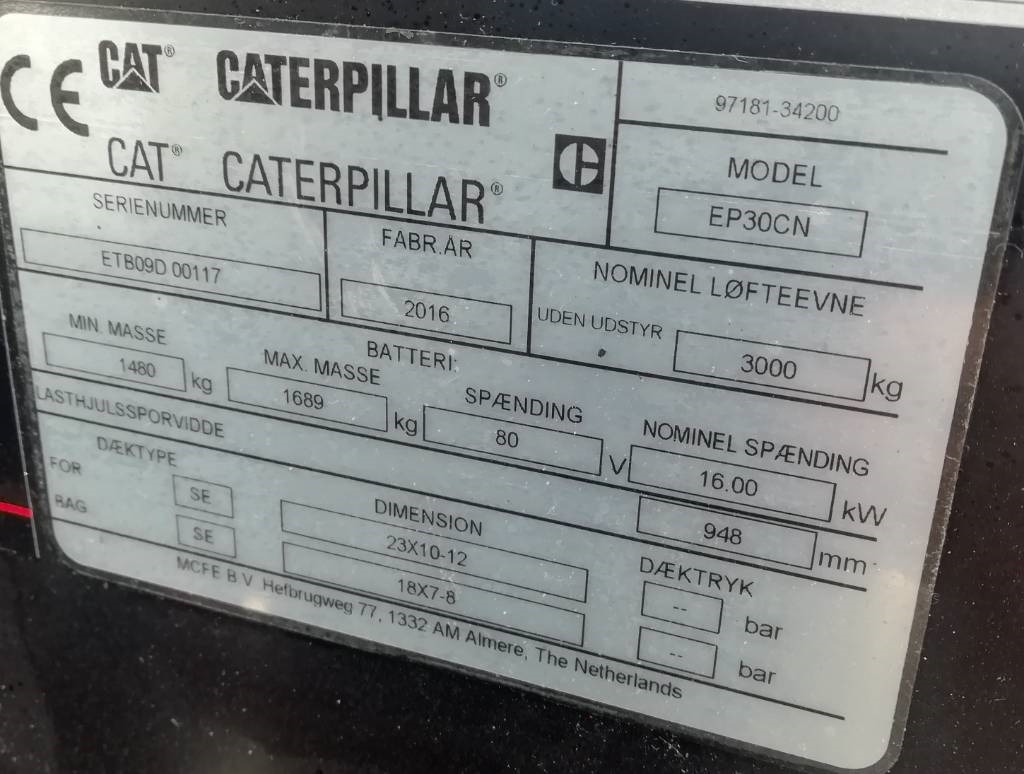 CE CAT® CATERPILLAR®
CAT® CATERPILLAR®
97181-34200
MODEL
EP30CN
SERIENUMMER
ETB09D 00117
FABR.ÅR
2016
NOMINEL LØFTEEVNE
UDEN UDSTYR 3000 kg
BATTERI:
MIN. MASSE
1480 kg
MAX. MASSE
1689 kg
SPÆNDING
80 V
NOMINEL SPÆNDING
16.00 kW
LASTHJULSSPORVIDDE 948 mm
DÆKTYPE DIMENSION DÆKTRYK
FOR SE 23X10-12 -- bar
BAG SE 18X7-8 -- bar
MCFE B.V. Hefbrugweg 77, 1332 AM Almere, The Netherlands